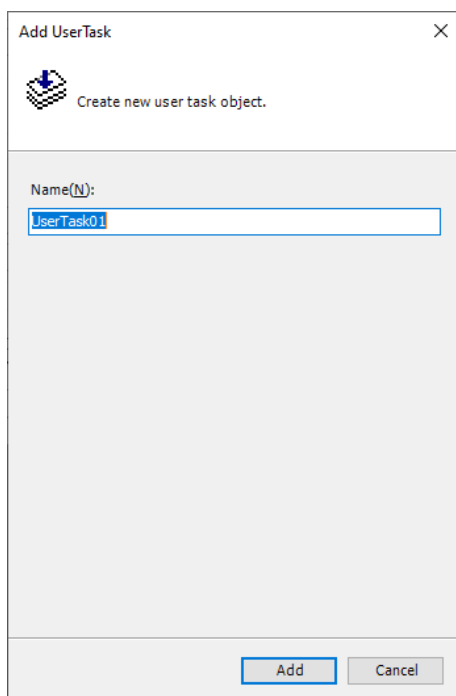 Add UserTask
Create new user task object.
Name(N):
UserTask01
Add Cancel